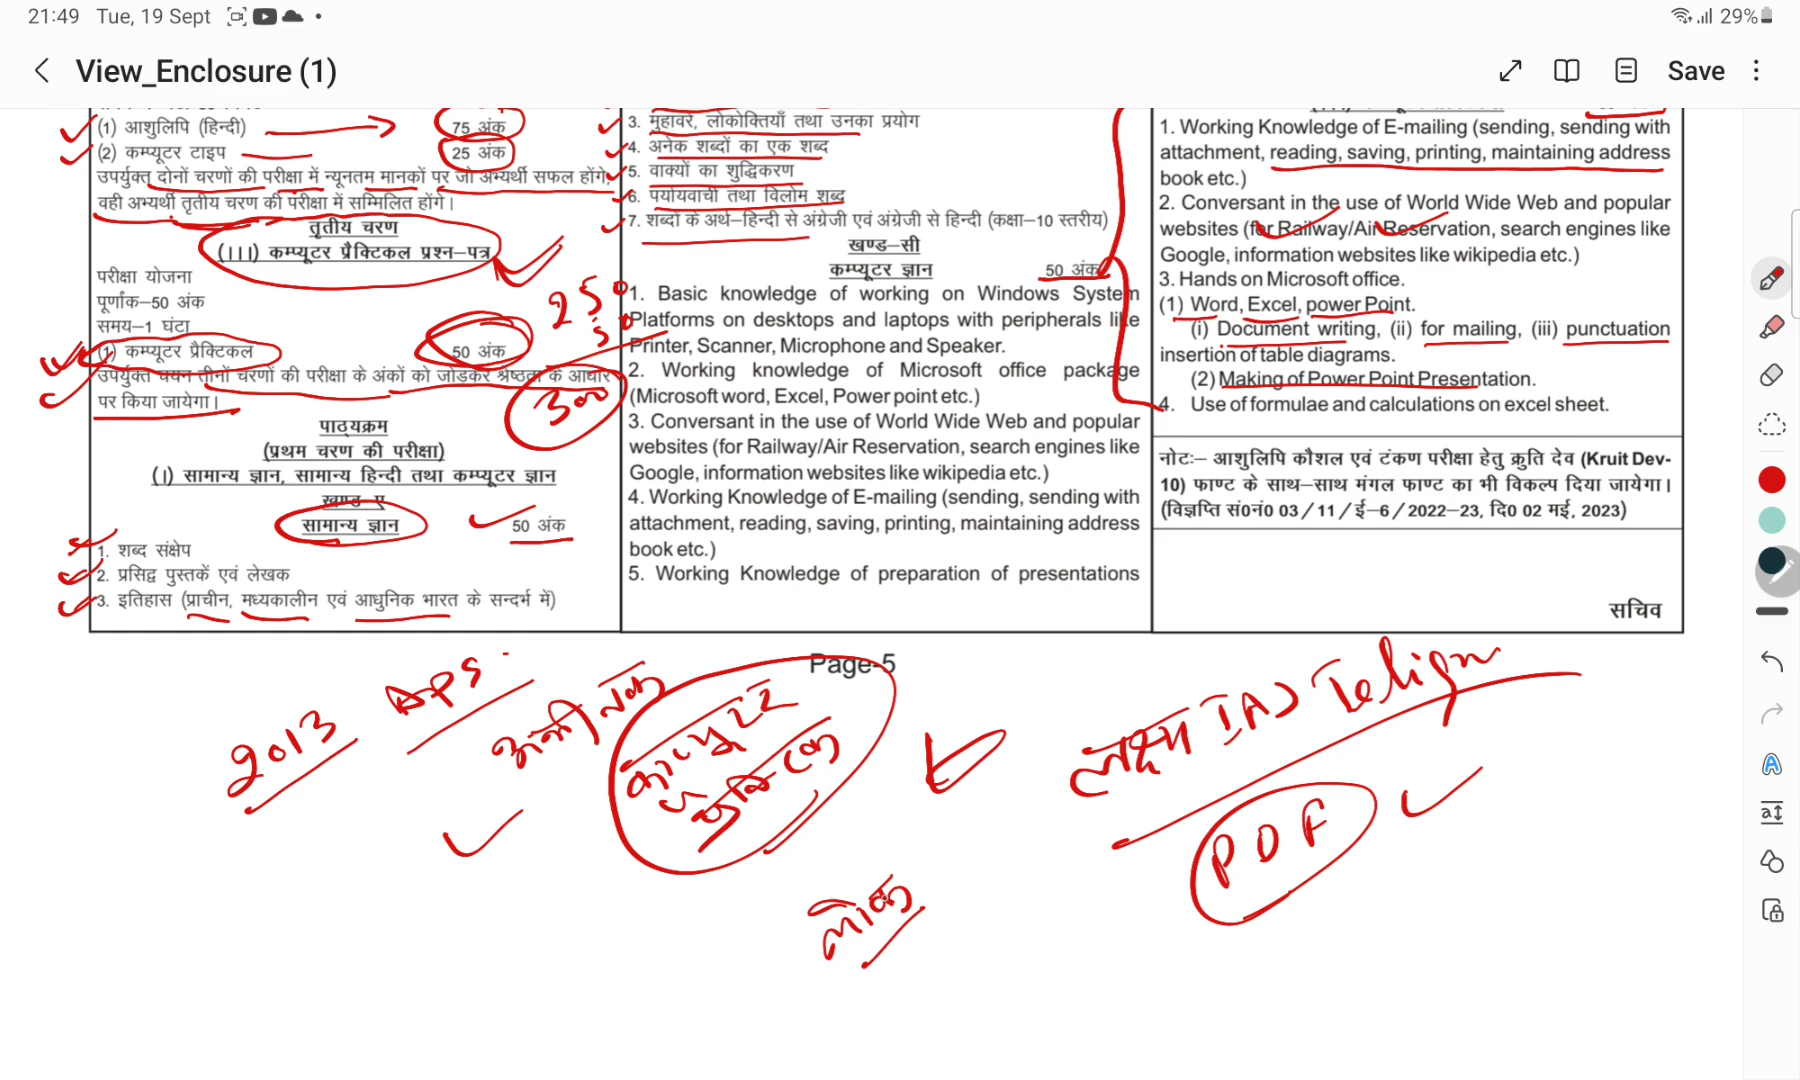 21:49 Tue, 19 Sept
29%
View_Enclosure (1)
Save
(1) आशुलिपि (हिन्दी) 75 अंक
(2) कम्प्यूटर टाइप 25 अंक
उपर्युक्त दोनों चरणों की परीक्षा में न्यूनतम मानकों पर जो अभ्यर्थी सफल होंगे,
वही अभ्यर्थी तृतीय चरण की परीक्षा में सम्मिलित होंगे।
तृतीय चरण
(III) कम्प्यूटर प्रैक्टिकल प्रश्न-पत्र
परीक्षा योजना
पूर्णांक-50 अंक
समय-1 घंटा
(1) कम्प्यूटर प्रैक्टिकल 50 अंक
उपर्युक्त चयन तीनों चरणों की परीक्षा के अंकों को जोडकर श्रेष्ठता के आधार
पर किया जायेगा।
250
50
300
पाठ्यक्रम
(प्रथम चरण की परीक्षा)
(I) सामान्य ज्ञान, सामान्य हिन्दी तथा कम्प्यूटर ज्ञान
खण्ड-ए
सामान्य ज्ञान 50 अंक
1. शब्द संक्षेप
2. प्रसिद्व पुस्तकें एवं लेखक
3. इतिहास (प्राचीन, मध्यकालीन एवं आधुनिक भारत के सन्दर्भ में)
3. मुहावरे, लोकोक्तियाँ तथा उनका प्रयोग
4. अनेक शब्दों का एक शब्द
5. वाक्यों का शुद्धिकरण
6. पर्यायवाची तथा विलोम शब्द
7. शब्दों के अर्थ-हिन्दी से अंग्रेजी एवं अंग्रेजी से हिन्दी (कक्षा-10 स्तरीय)
खण्ड-सी
कम्प्यूटर ज्ञान 50 अंक
1. Basic knowledge of working on Windows System
Platforms on desktops and laptops with peripherals like
Printer, Scanner, Microphone and Speaker.
2. Working knowledge of Microsoft office package
(Microsoft word, Excel, Power point etc.)
3. Conversant in the use of World Wide Web and popular
websites (for Railway/Air Reservation, search engines like
Google, information websites like wikipedia etc.)
4. Working Knowledge of E-mailing (sending, sending with
attachment, reading, saving, printing, maintaining address
book etc.)
5. Working Knowledge of preparation of presentations
1. Working Knowledge of E-mailing (sending, sending with
attachment, reading, saving, printing, maintaining address
book etc.)
2. Conversant in the use of World Wide Web and popular
websites (for Railway/Air Reservation, search engines like
Google, information websites like wikipedia etc.)
3. Hands on Microsoft office.
(1) Word, Excel, power Point.
(i) Document writing, (ii) for mailing, (iii) punctuation
insertion of table diagrams.
(2) Making of Power Point Presentation.
4. Use of formulae and calculations on excel sheet.
नोटः- आशुलिपि कौशल एवं टंकण परीक्षा हेतु क्रुति देव (Kruit Dev-
10) फाण्ट के साथ-साथ मंगल फाण्ट का भी विकल्प दिया जायेगा।
(विज्ञप्ति सं0नं0 03/11/ई-6/2022-23, दि0 02 मई, 2023)
सचिव
Page-5
2013 APS
लक्ष्य IAS
PDF